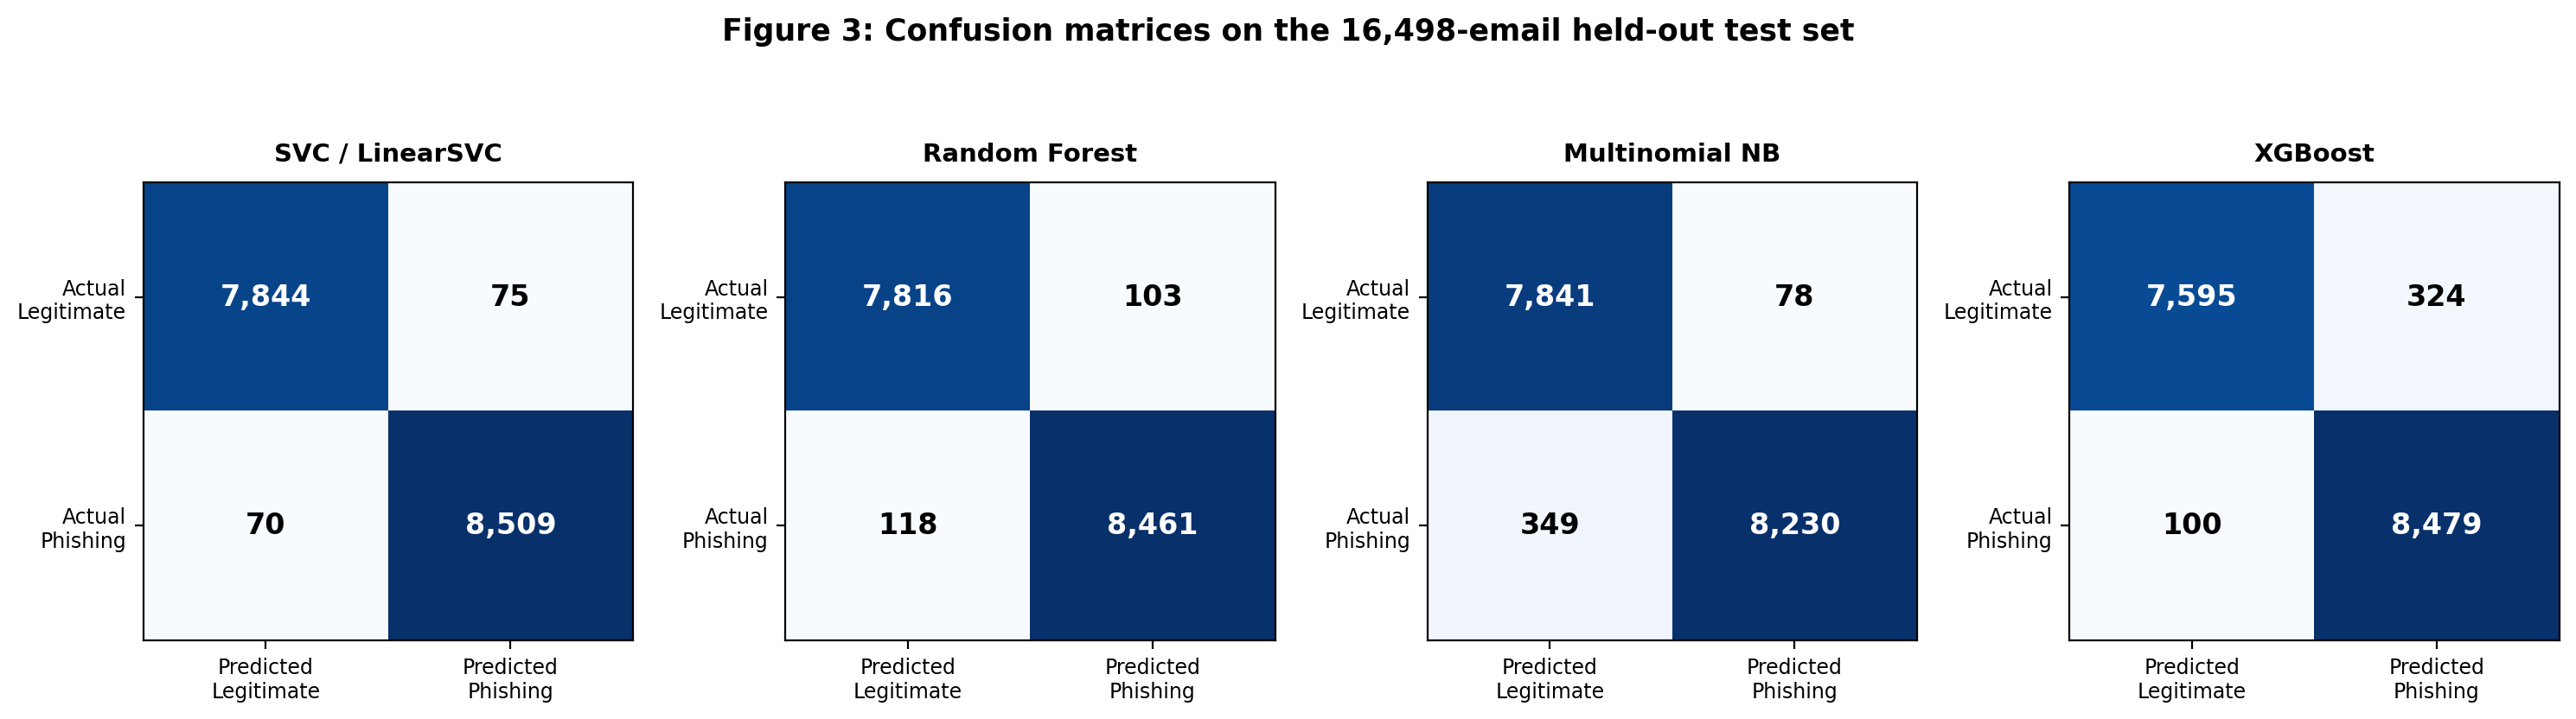 Figure 3: Confusion matrices on the 16,498-email held-out test set
SVC / LinearSVC
Actual
Legitimate
7,844
75
Actual
Phishing
70
8,509
Predicted
Legitimate
Predicted
Phishing
Random Forest
Actual
Legitimate
7,816
103
Actual
Phishing
118
8,461
Predicted
Legitimate
Predicted
Phishing
Multinomial NB
Actual
Legitimate
7,841
78
Actual
Phishing
349
8,230
Predicted
Legitimate
Predicted
Phishing
XGBoost
Actual
Legitimate
7,595
324
Actual
Phishing
100
8,479
Predicted
Legitimate
Predicted
Phishing